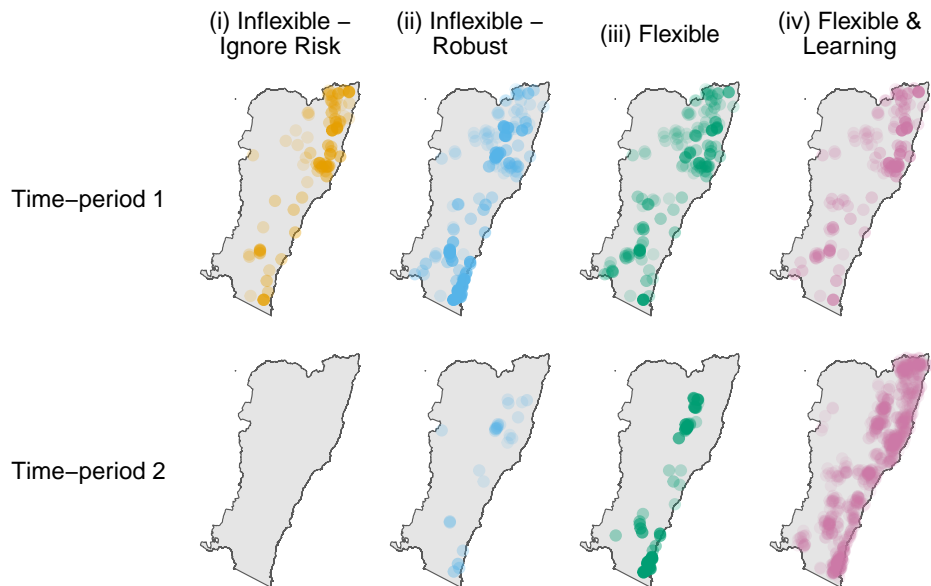 (i) Inflexible –
Ignore Risk
(ii) Inflexible –
Robust
(iii) Flexible
(iv) Flexible &
Learning
Time–period 1
Time–period 2